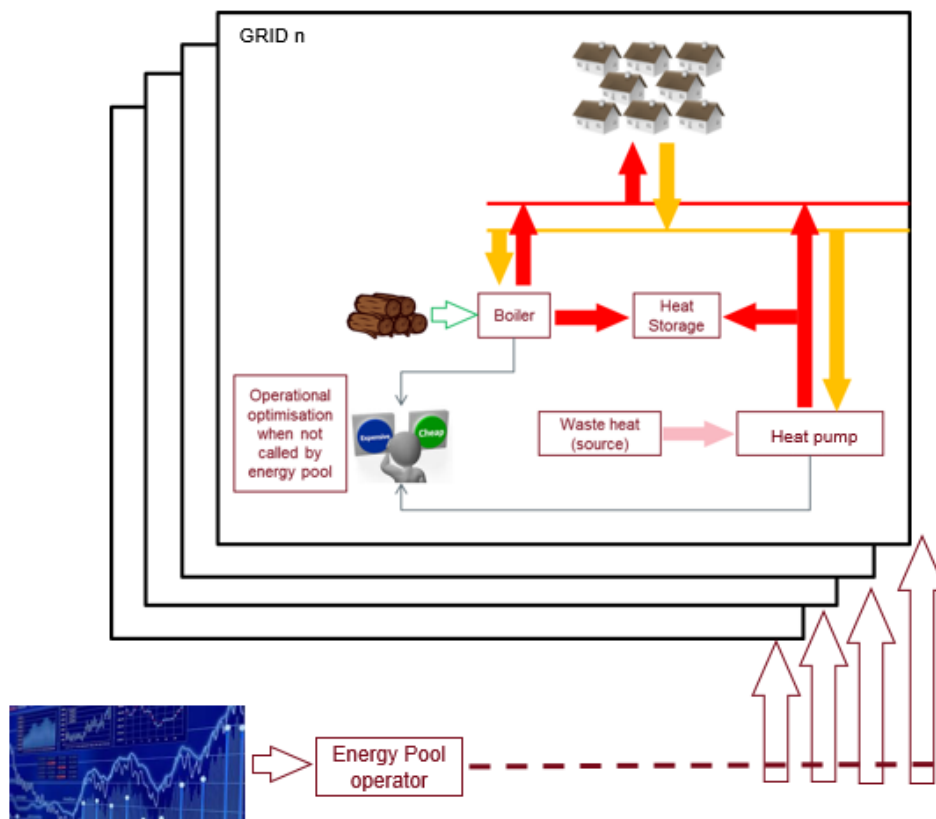 GRID n
Boiler
Heat
Storage
Operational
optimisation
when not
called by
energy pool
Expensive
Cheap
Waste heat
(source)
Heat pump
Energy Pool
operator